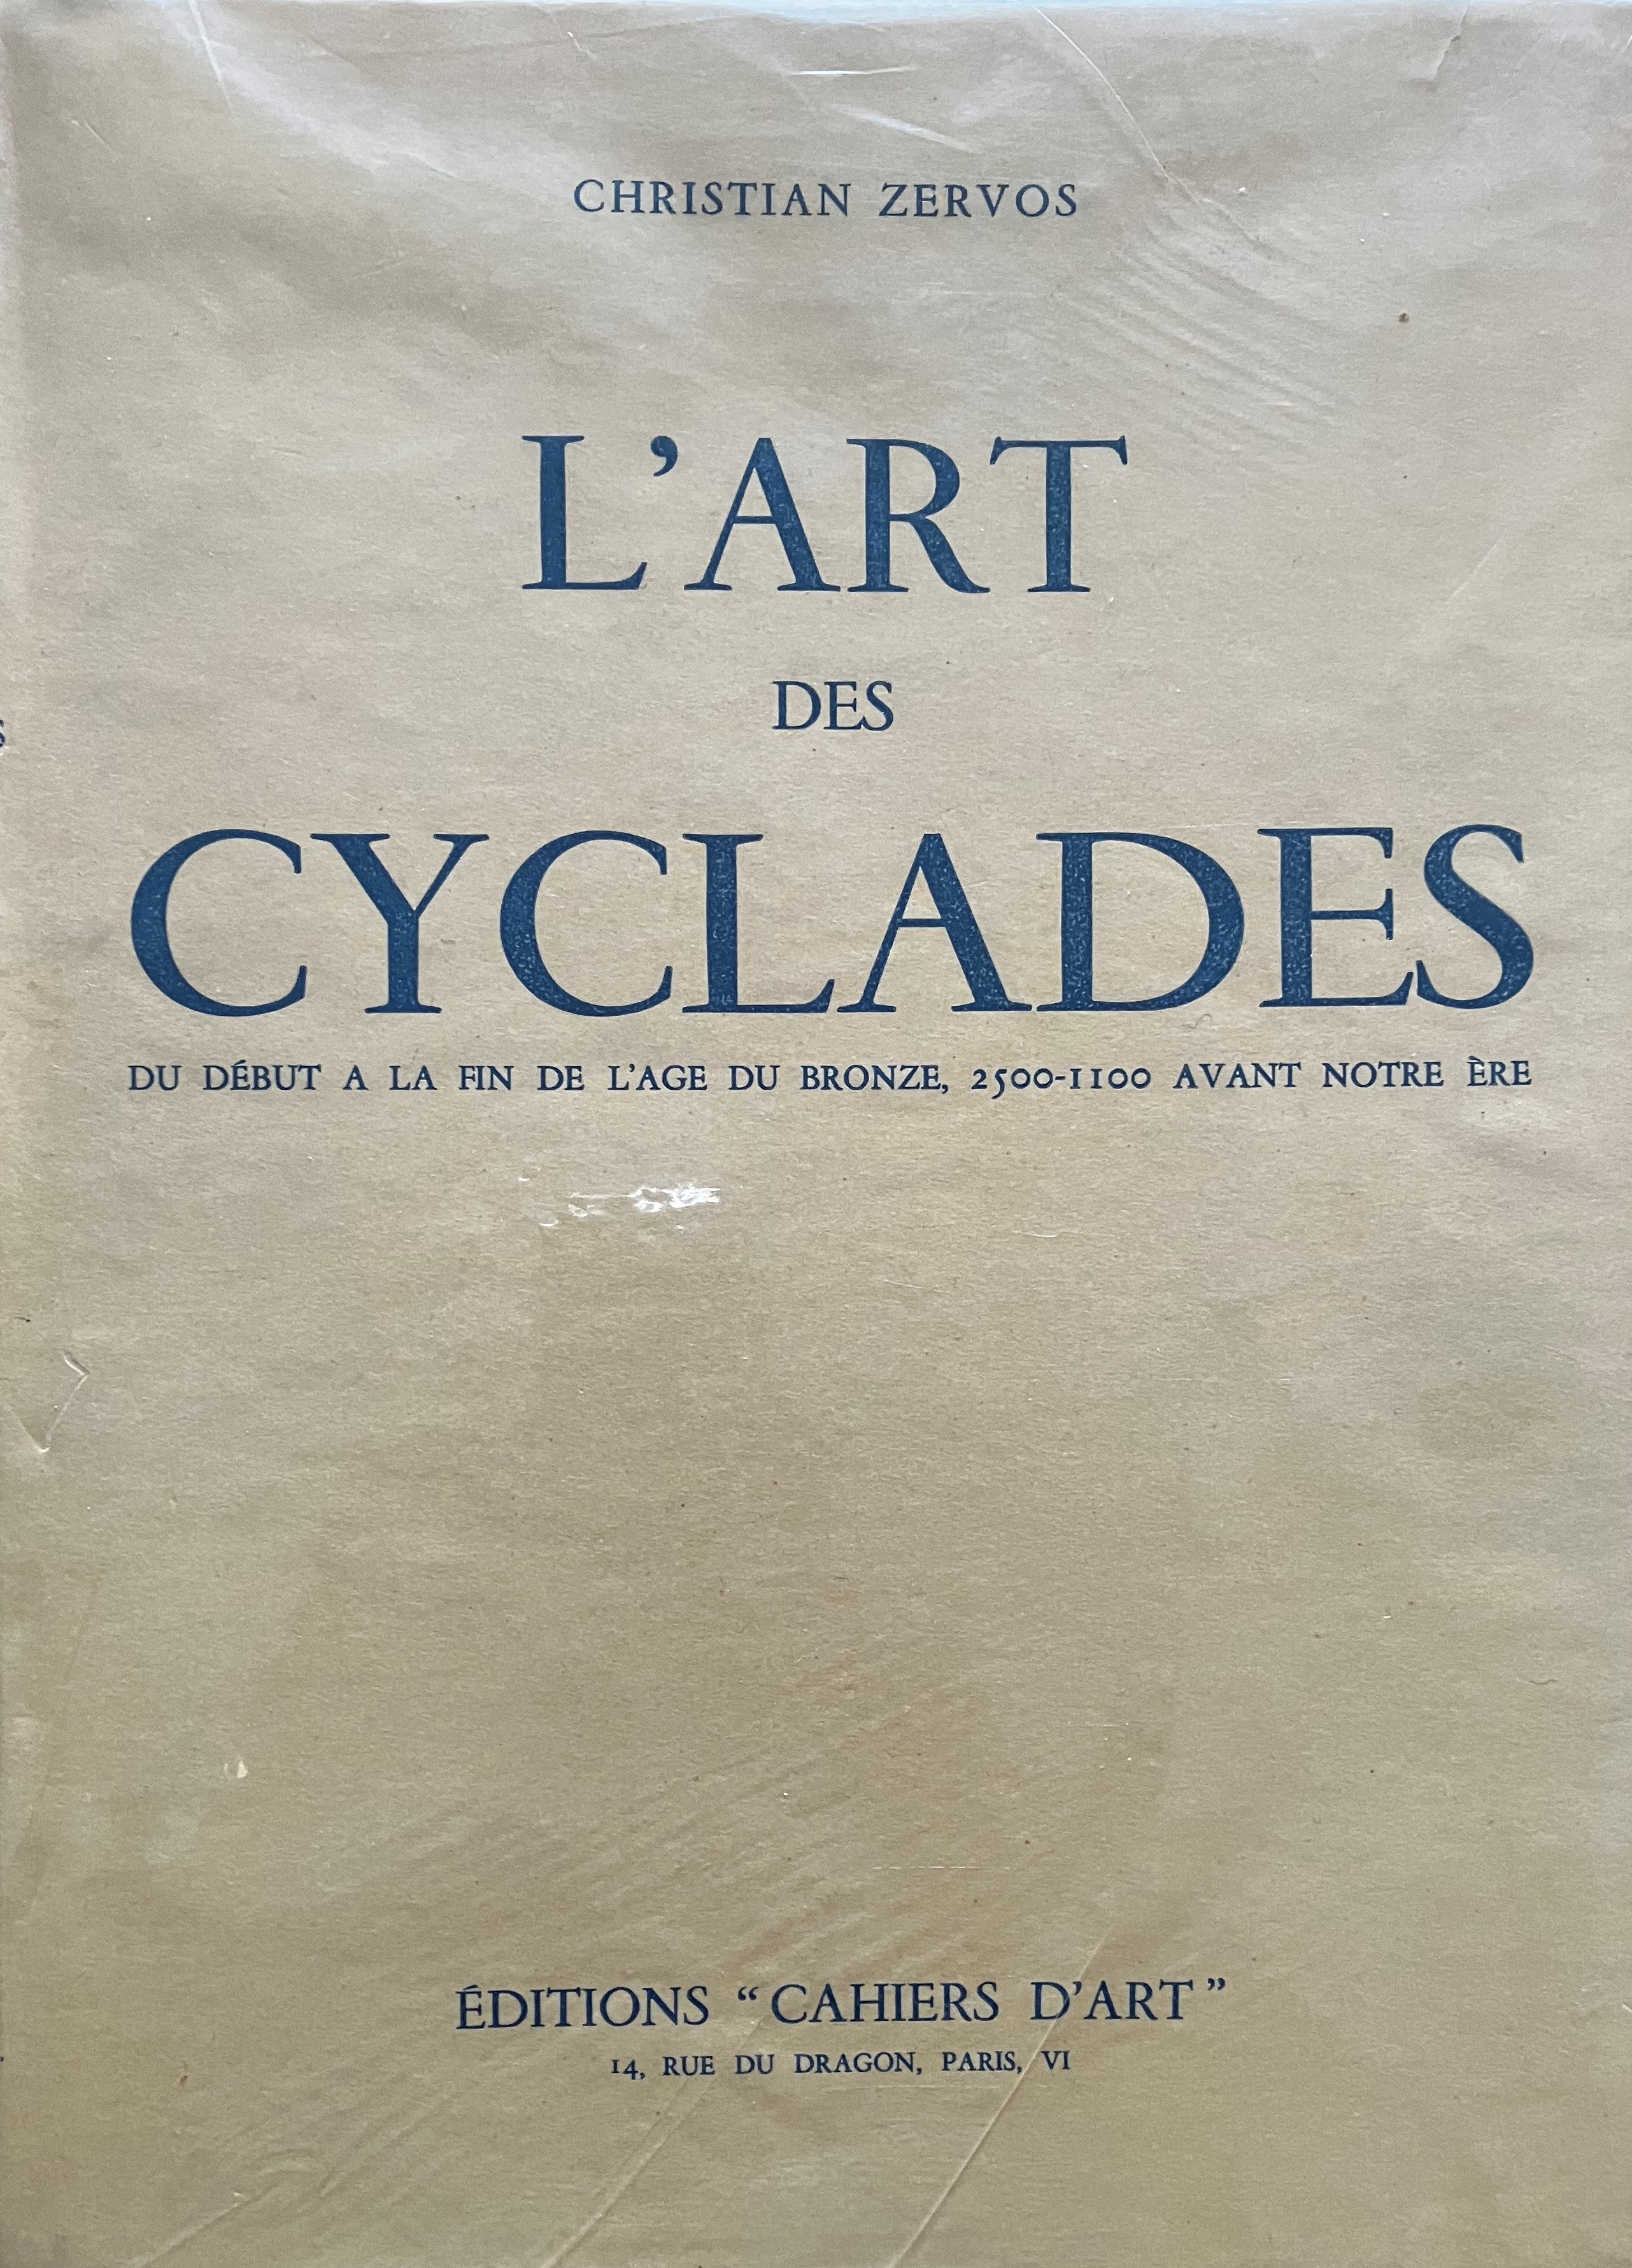 CHRISTIAN ZERVOS
L’ART
DES
CYCLADES
DU DÉBUT A LA FIN DE L’AGE DU BRONZE, 2500-1100 AVANT NOTRE ÈRE
ÉDITIONS “CAHIERS D’ART”
14, RUE DU DRAGON, PARIS, VI